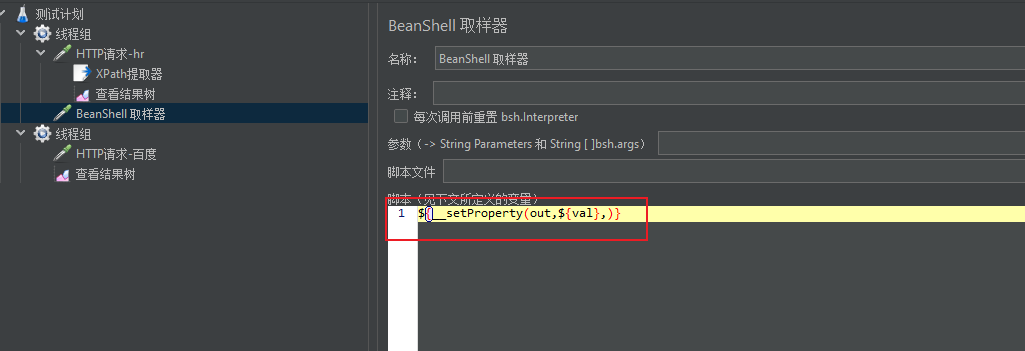 测试计划
线程组
HTTP请求-hr
XPath提取器
查看结果树
BeanShell 取样器
线程组
HTTP请求-百度
查看结果树
BeanShell 取样器
名称： BeanShell 取样器
注释：
每次调用前重置 bsh.Interpreter
参数（-> String Parameters 和 String [ ]bsh.args）
脚本文件
脚本（见下文所定义的变量）
1 ${__setProperty(out,${val},)}